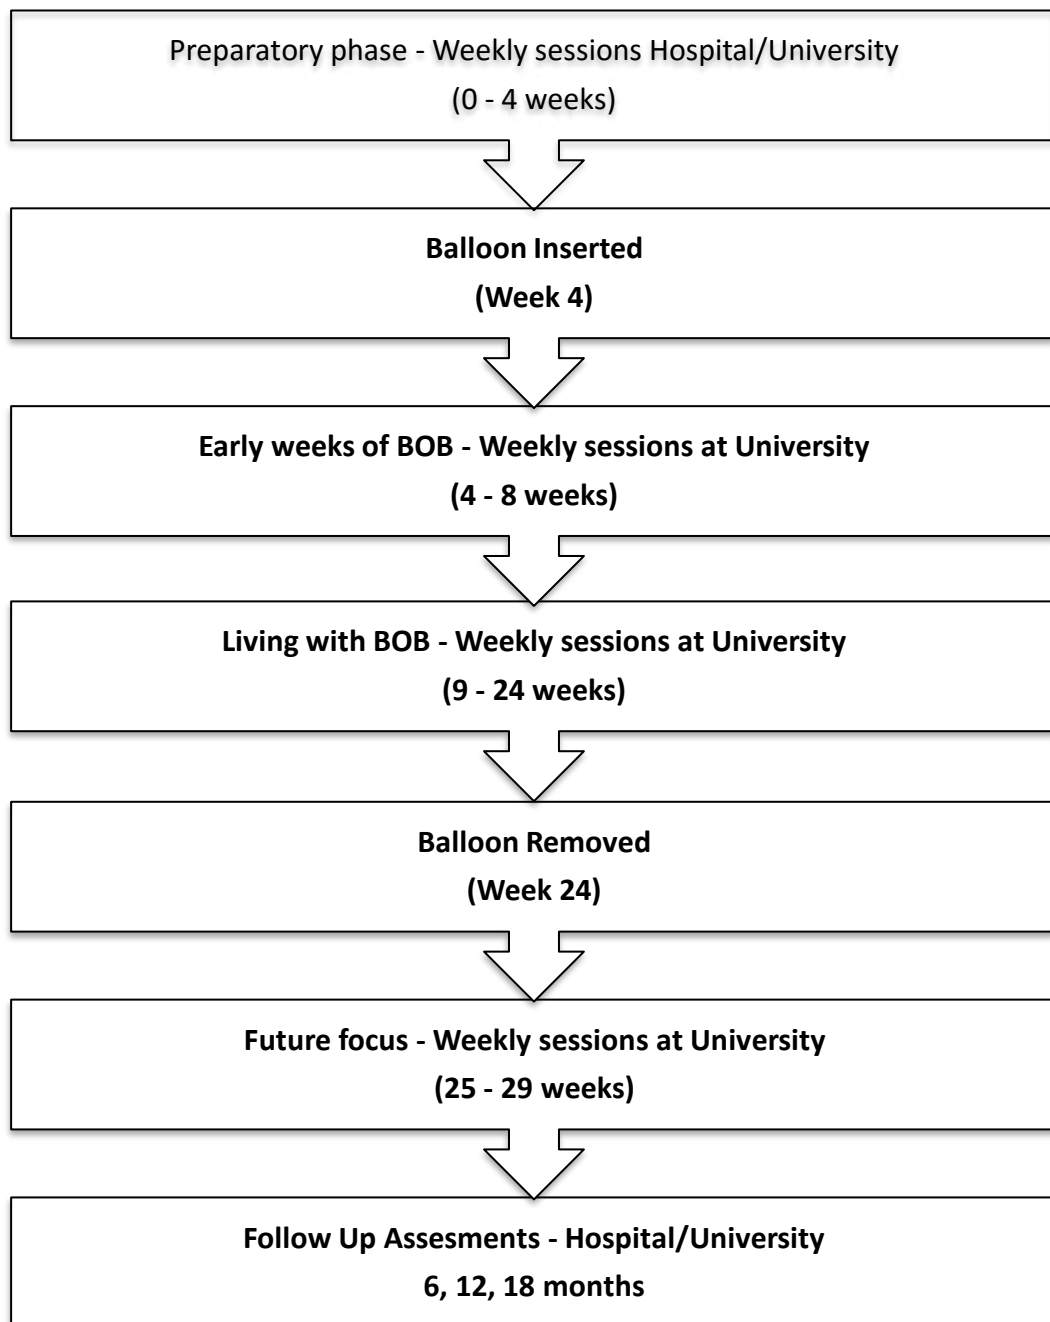 Preparatory phase - Weekly sessions Hospital/University
(0 - 4 weeks)
Balloon Inserted
(Week 4)
Early weeks of BOB - Weekly sessions at University
(4 - 8 weeks)
Living with BOB - Weekly sessions at University
(9 - 24 weeks)
Balloon Removed
(Week 24)
Future focus - Weekly sessions at University
(25 - 29 weeks)
Follow Up Assesments - Hospital/University
6, 12, 18 months